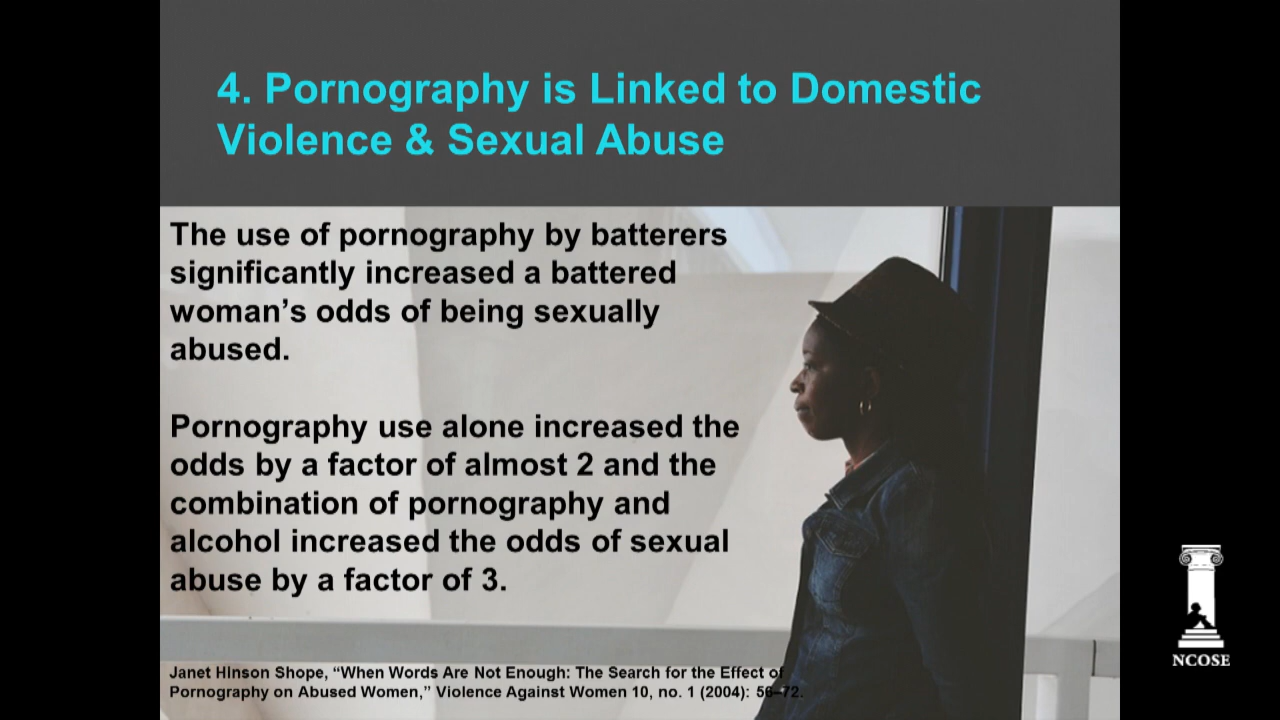 4. Pornography is Linked to Domestic
Violence & Sexual Abuse
The use of pornography by batterers
significantly increased a battered
woman’s odds of being sexually
abused.
Pornography use alone increased the
odds by a factor of almost 2 and the
combination of pornography and
alcohol increased the odds of sexual
abuse by a factor of 3.
Janet Hinson Shope, “When Words Are Not Enough: The Search for the Effect of
Pornography on Abused Women,” Violence Against Women 10, no. 1 (2004): 56–72.
NCOSE